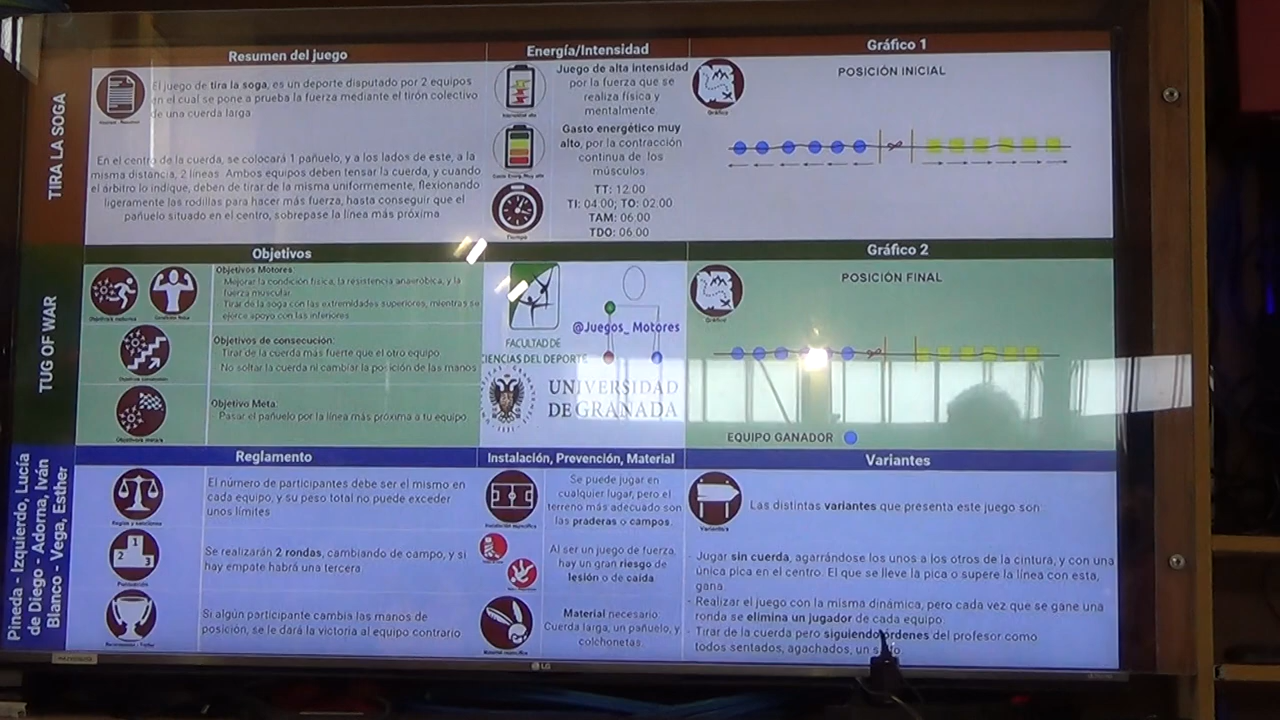 TIRA LA SOGA
Resumen del juego
El juego de tira la soga, es un deporte disputado por 2 equipos
en el cual se pone a prueba la fuerza mediante el tirón colectivo
de una cuerda larga
En el centro de la cuerda, se colocará 1 pañuelo, y a los lados de este, a la
misma distancia, 2 líneas. Ambos equipos deben tensar la cuerda, y cuando
el árbitro lo indique, deben de tirar de la misma uniformemente, flexionando
ligeramente las rodillas para hacer más fuerza, hasta conseguir que el
pañuelo situado en el centro, sobrepase la línea más próxima
Energía/Intensidad
Juego de alta intensidad
por la fuerza que se
realiza física y
mentalmente.
Gasto energético muy
alto, por la contracción
continua de los
músculos.
TT: 12:00
TI: 04:00; TO: 02:00
TAM: 06:00
TDO: 06:00
Tiempo
Gráfico 1
POSICIÓN INICIAL
Gráfico
TUG OF WAR
Objetivos
Objetivos Motores:
- Mejorar la condición física, la resistencia anaeróbica, y la
fuerza muscular
- Tirar de la soga con las extremidades superiores, mientras se
ejerce apoyo con las inferiores
Objetivos de consecución:
- Tirar de la cuerda más fuerte que el otro equipo
- No soltar la cuerda ni cambiar la posición de las manos
Objetivo Meta:
- Pasar el pañuelo por la línea más próxima a tu equipo
@Juegos_Motores
FACULTAD DE
CIENCIAS DEL DEPORTE
UNIVERSIDAD
DE GRANADA
Gráfico 2
POSICIÓN FINAL
Gráfico
EQUIPO GANADOR
Pineda - Izquierdo, Lucía
de Diego - Adorna, Iván
Blanco - Vega, Esther
Reglamento
El número de participantes debe ser el mismo en
cada equipo, y su peso total no puede exceder
unos límites
Se realizarán 2 rondas, cambiando de campo, y si
hay empate habrá una tercera
Si algún participante cambia las manos de
posición, se le dará la victoria al equipo contrario
Instalación, Prevención, Material
Se puede jugar en
cualquier lugar, pero el
terreno más adecuado son
las praderas o campos.
Al ser un juego de fuerza,
hay un gran riesgo de
lesión o de caída
Material necesario:
Cuerda larga, un pañuelo, y
colchonetas.
Variantes
Las distintas variantes que presenta este juego son:
- Jugar sin cuerda, agarrándose los unos a los otros de la cintura, y con una
única pica en el centro. El que se lleve la pica o supere la línea con esta,
gana.
- Realizar el juego con la misma dinámica, pero cada vez que se gane una
ronda se elimina un jugador de cada equipo.
- Tirar de la cuerda pero siguiendo órdenes del profesor como
todos sentados, agachados, un
LG